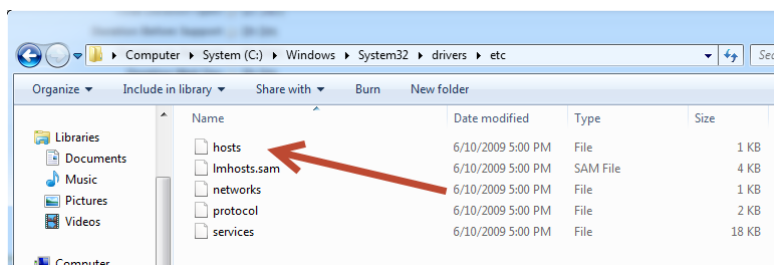 Computer System (C:) Windows System32 drivers etc
Organize Include in library Share with Burn New folder
Name Date modified Type Size
Libraries
Documents
Music
Pictures
Videos
Computer
hosts 6/10/2009 5:00 PM File 1 KB
lmhosts.sam 6/10/2009 5:00 PM SAM File 4 KB
networks 6/10/2009 5:00 PM File 1 KB
protocol 6/10/2009 5:00 PM File 2 KB
services 6/10/2009 5:00 PM File 18 KB